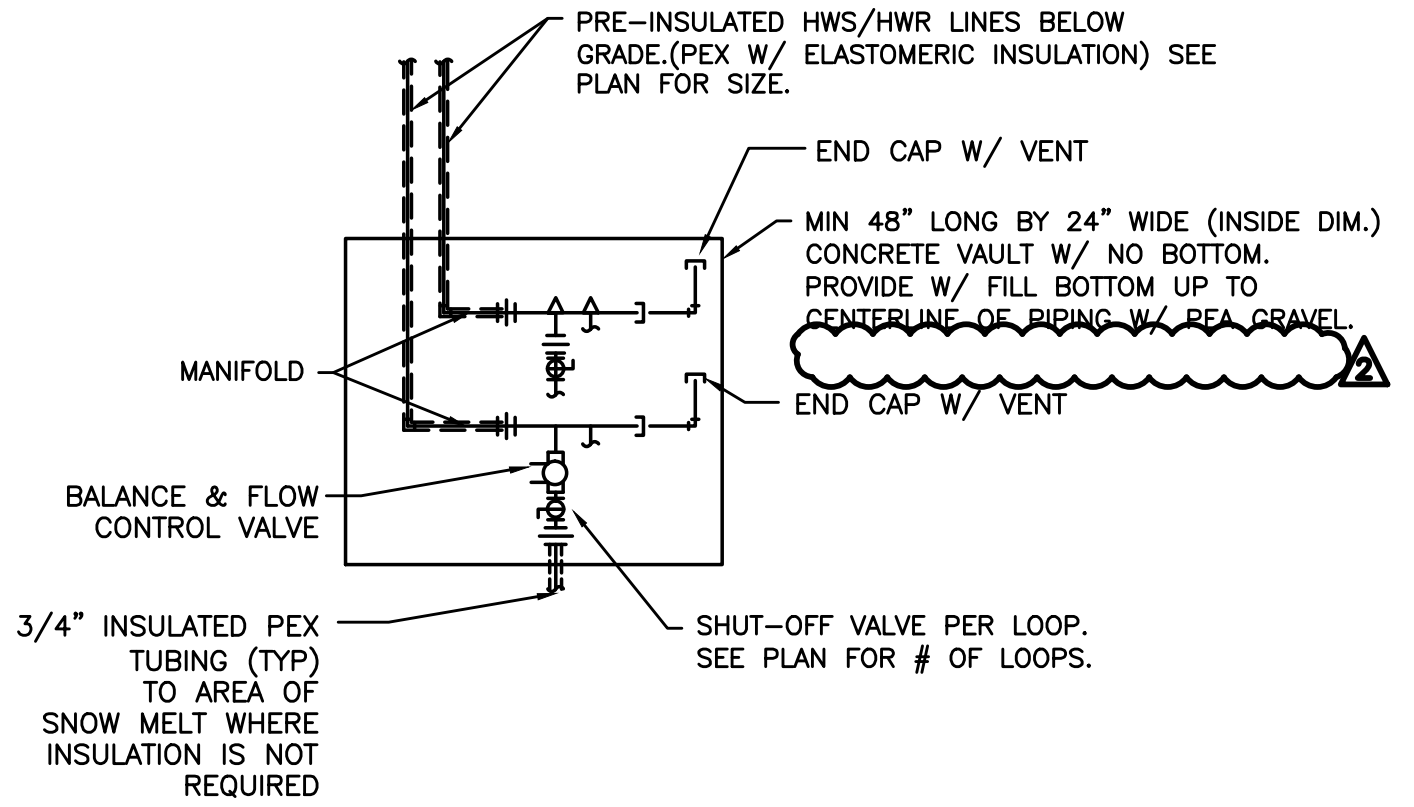 PRE-INSULATED HWS/HWR LINES BELOW
GRADE.(PEX W/ ELASTOMERIC INSULATION) SEE
PLAN FOR SIZE.
END CAP W/ VENT
MIN 48" LONG BY 24" WIDE (INSIDE DIM.)
CONCRETE VAULT W/ NO BOTTOM.
PROVIDE W/ FILL BOTTOM UP TO
CENTERLINE OF PIPING W/ PEA GRAVEL.
2
MANIFOLD
END CAP W/ VENT
BALANCE & FLOW
CONTROL VALVE
3/4" INSULATED PEX
TUBING (TYP)
TO AREA OF
SNOW MELT WHERE
INSULATION IS NOT
REQUIRED
SHUT-OFF VALVE PER LOOP.
SEE PLAN FOR # OF LOOPS.